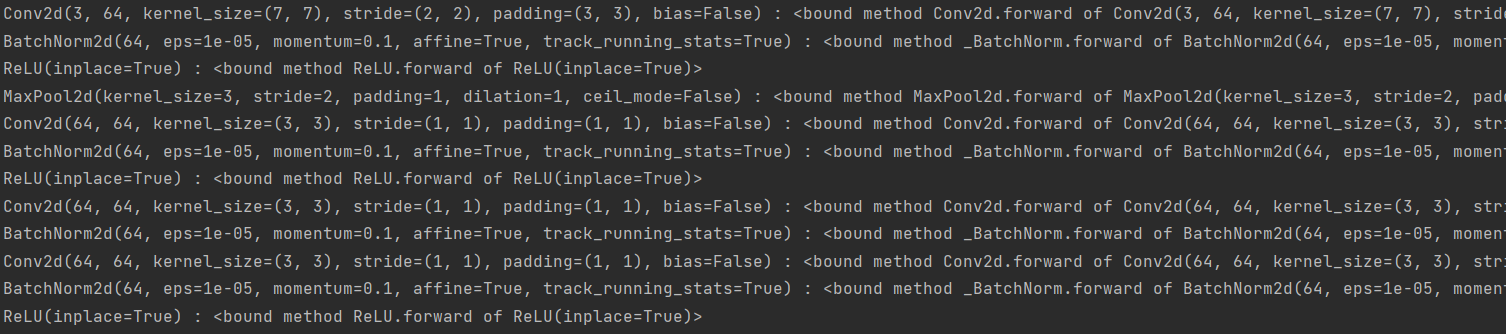 Conv2d(3, 64, kernel_size=(7, 7), stride=(2, 2), padding=(3, 3), bias=False) : <bound method Conv2d.forward of Conv2d(3, 64, kernel_size=(7, 7), stride
BatchNorm2d(64, eps=1e-05, momentum=0.1, affine=True, track_running_stats=True) : <bound method _BatchNorm.forward of BatchNorm2d(64, eps=1e-05, moment
ReLU(inplace=True) : <bound method ReLU.forward of ReLU(inplace=True)>
MaxPool2d(kernel_size=3, stride=2, padding=1, dilation=1, ceil_mode=False) : <bound method MaxPool2d.forward of MaxPool2d(kernel_size=3, stride=2, padd
Conv2d(64, 64, kernel_size=(3, 3), stride=(1, 1), padding=(1, 1), bias=False) : <bound method Conv2d.forward of Conv2d(64, 64, kernel_size=(3, 3), stri
BatchNorm2d(64, eps=1e-05, momentum=0.1, affine=True, track_running_stats=True) : <bound method _BatchNorm.forward of BatchNorm2d(64, eps=1e-05, moment
ReLU(inplace=True) : <bound method ReLU.forward of ReLU(inplace=True)>
Conv2d(64, 64, kernel_size=(3, 3), stride=(1, 1), padding=(1, 1), bias=False) : <bound method Conv2d.forward of Conv2d(64, 64, kernel_size=(3, 3), stri
BatchNorm2d(64, eps=1e-05, momentum=0.1, affine=True, track_running_stats=True) : <bound method _BatchNorm.forward of BatchNorm2d(64, eps=1e-05, moment
Conv2d(64, 64, kernel_size=(3, 3), stride=(1, 1), padding=(1, 1), bias=False) : <bound method Conv2d.forward of Conv2d(64, 64, kernel_size=(3, 3), stri
BatchNorm2d(64, eps=1e-05, momentum=0.1, affine=True, track_running_stats=True) : <bound method _BatchNorm.forward of BatchNorm2d(64, eps=1e-05, moment
ReLU(inplace=True) : <bound method ReLU.forward of ReLU(inplace=True)>